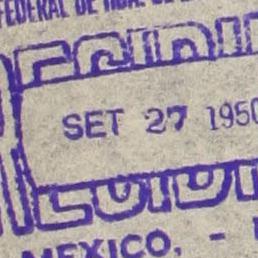 FEDERAL DE
SET 27 1950
MEXICO. -